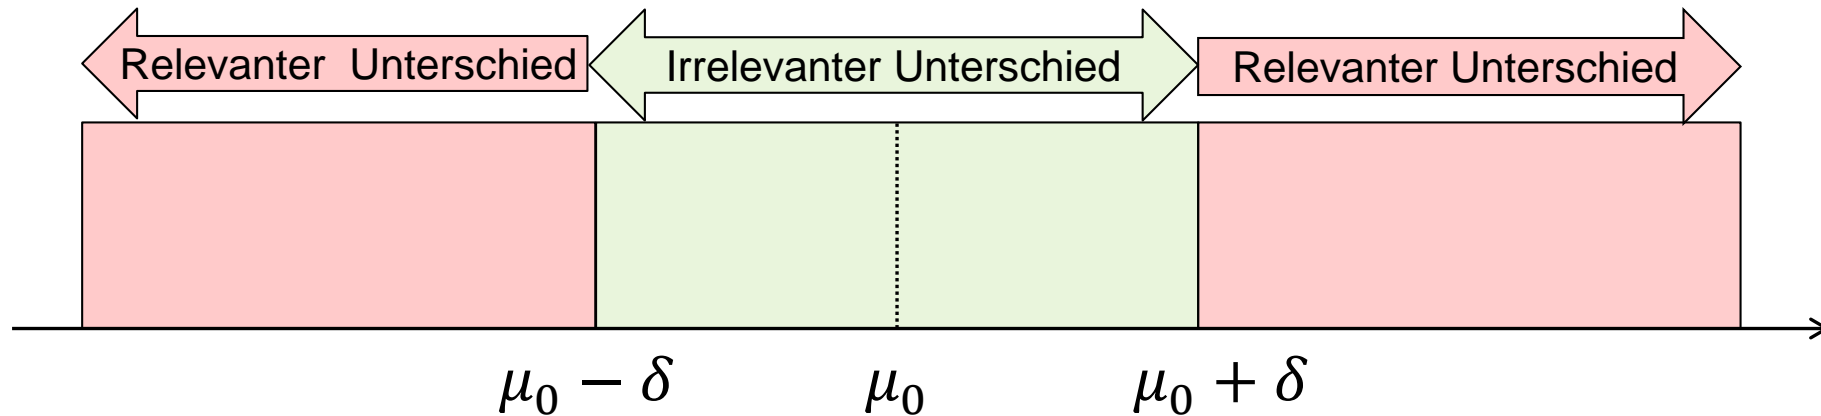 Relevanter Unterschied
Irrelevanter Unterschied
Relevanter Unterschied
μ₀ − δ
μ₀
μ₀ + δ